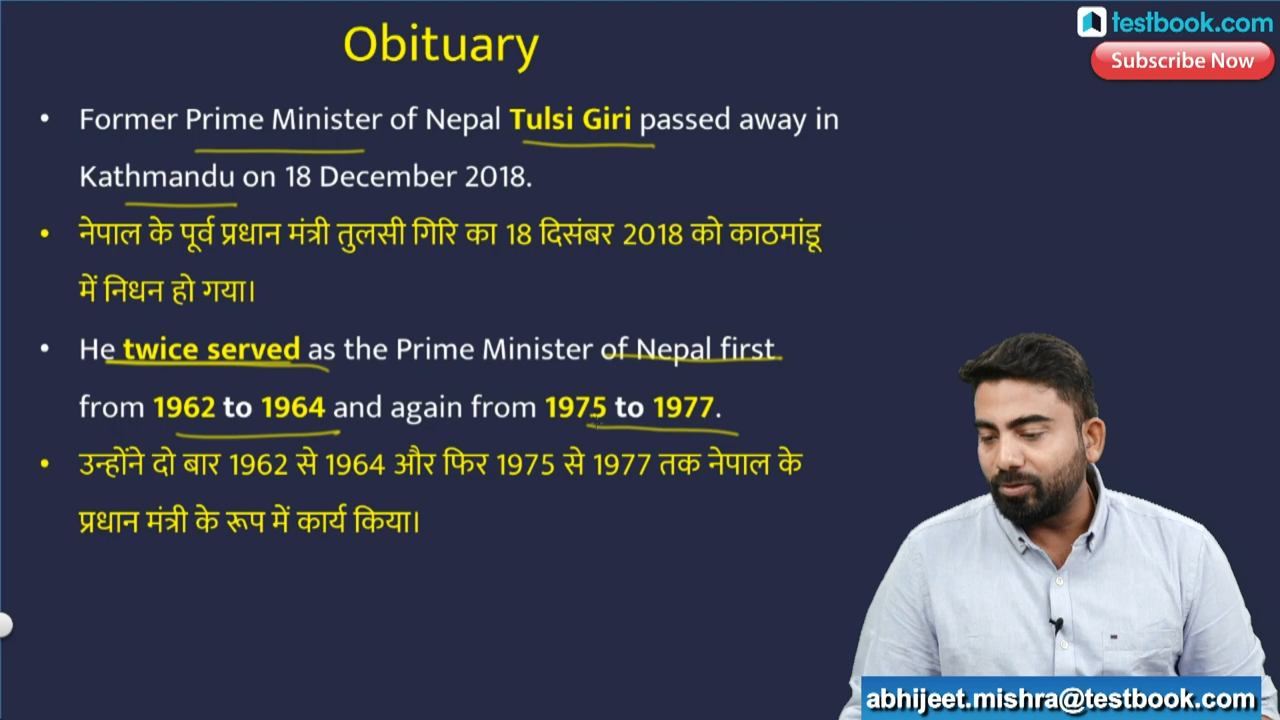 Obituary
testbook.com
Subscribe Now
• Former Prime Minister of Nepal Tulsi Giri passed away in
Kathmandu on 18 December 2018.
• नेपाल के पूर्व प्रधान मंत्री तुलसी गिरि का 18 दिसंबर 2018 को काठमांडू
में निधन हो गया।
• He twice served as the Prime Minister of Nepal first
from 1962 to 1964 and again from 1975 to 1977.
• उन्होंने दो बार 1962 से 1964 और फिर 1975 से 1977 तक नेपाल के
प्रधान मंत्री के रूप में कार्य किया।
abhijeet.mishra@testbook.com